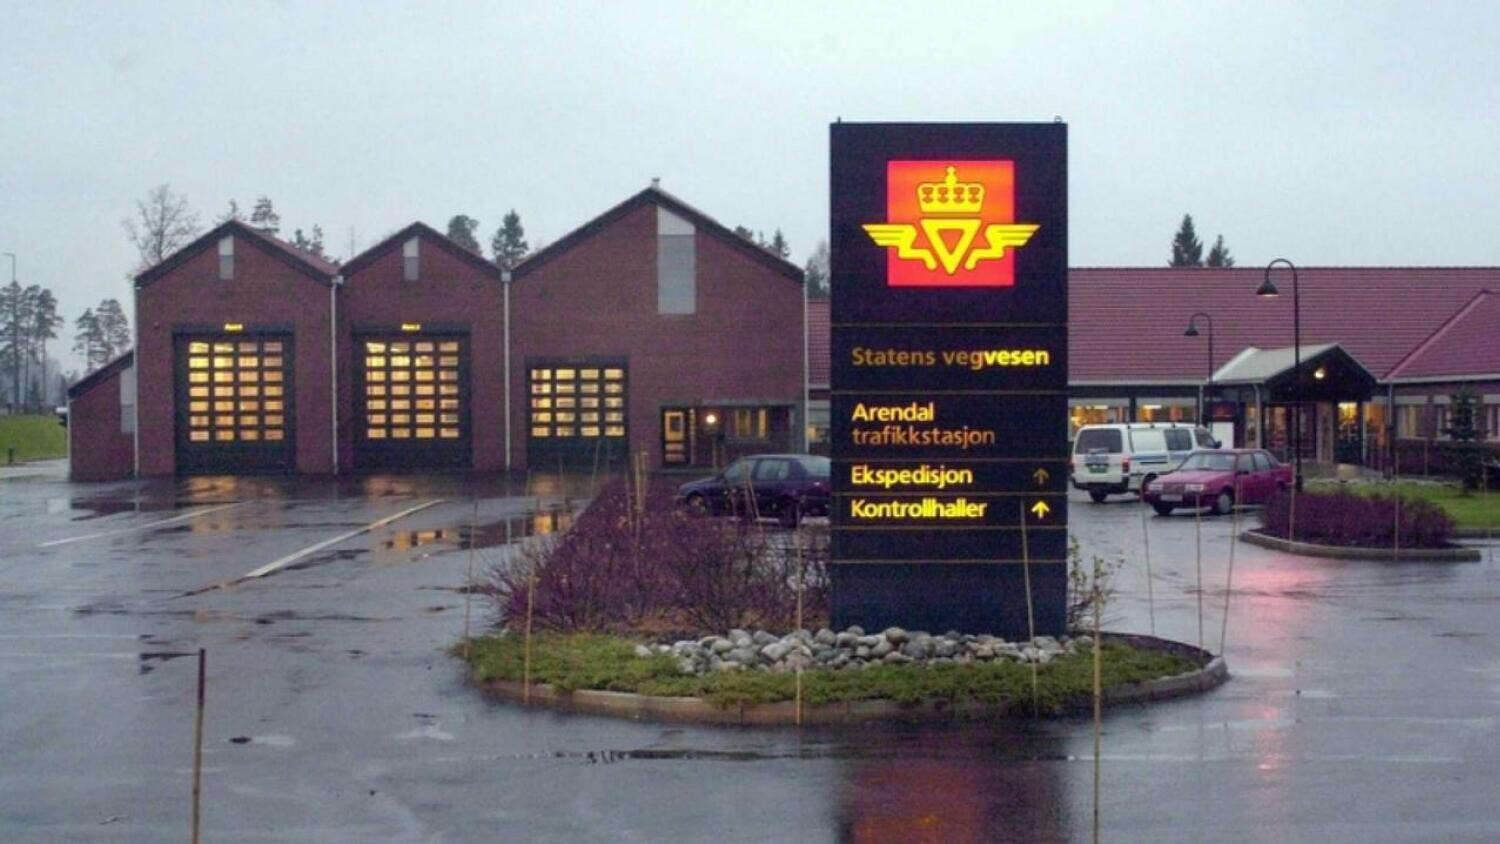 Statens vegvesen
Arendal
trafikkstasjon
Ekspedisjon
Kontrollhaller